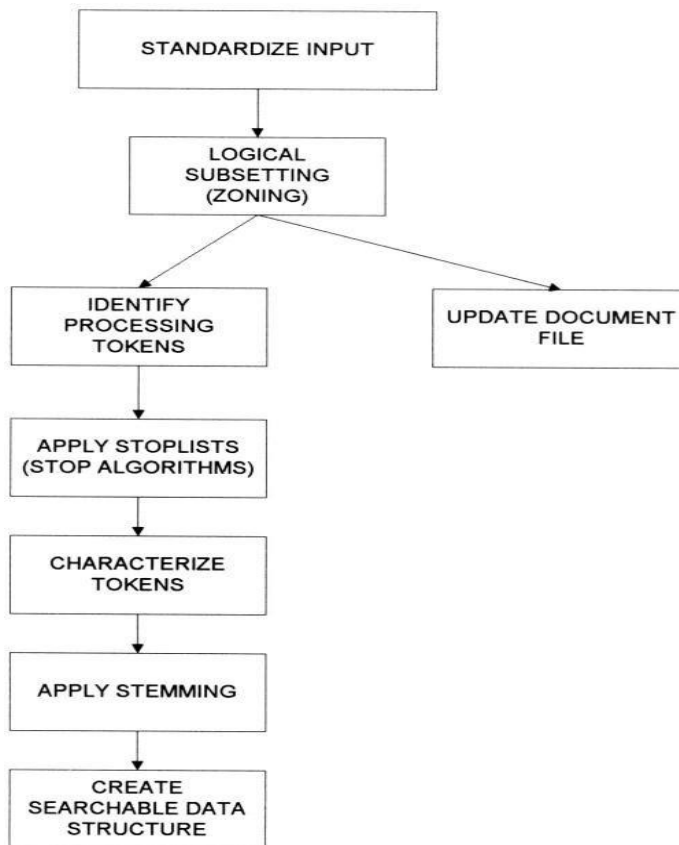 STANDARDIZE INPUT
LOGICAL
SUBSETTING
(ZONING)
IDENTIFY
PROCESSING
TOKENS
UPDATE DOCUMENT
FILE
APPLY STOPLISTS
(STOP ALGORITHMS)
CHARACTERIZE
TOKENS
APPLY STEMMING
CREATE
SEARCHABLE DATA
STRUCTURE